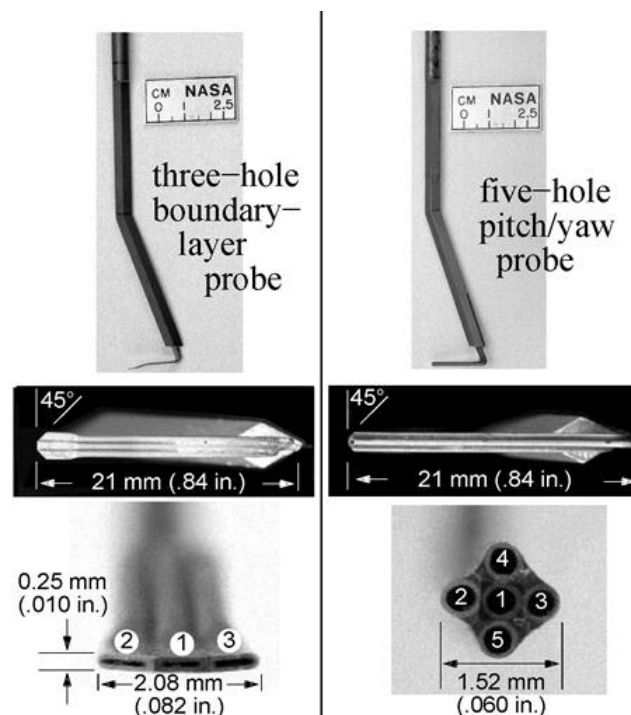 CM NASA
0 1 2.5
three-hole
boundary-
layer
probe
45°
21 mm (.84 in.)
0.25 mm
(.010 in.)
2 1 3
2.08 mm
(.082 in.)
CM NASA
0 1 2.5
five-hole
pitch/yaw
probe
45°
21 mm (.84 in.)
4
2 1 3
5
1.52 mm
(.060 in.)